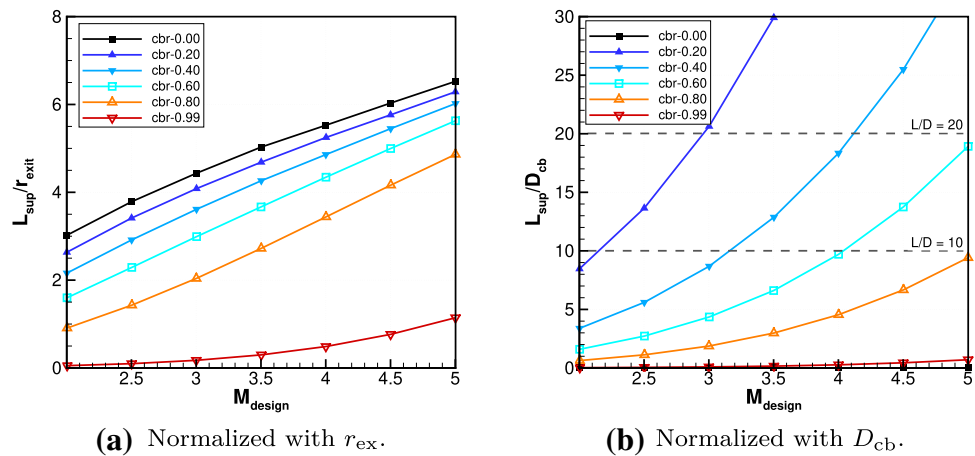 8
6
4
2
0
2.5 3 3.5 4 4.5 5
L_sup/r_exit
M_design
cbr-0.00
cbr-0.20
cbr-0.40
cbr-0.60
cbr-0.80
cbr-0.99
(a) Normalized with r_ex.
30
25
20
15
10
5
0
2.5 3 3.5 4 4.5 5
L_sup/D_cb
M_design
cbr-0.00
cbr-0.20
cbr-0.40
cbr-0.60
cbr-0.80
cbr-0.99
L/D = 20
L/D = 10
(b) Normalized with D_cb.